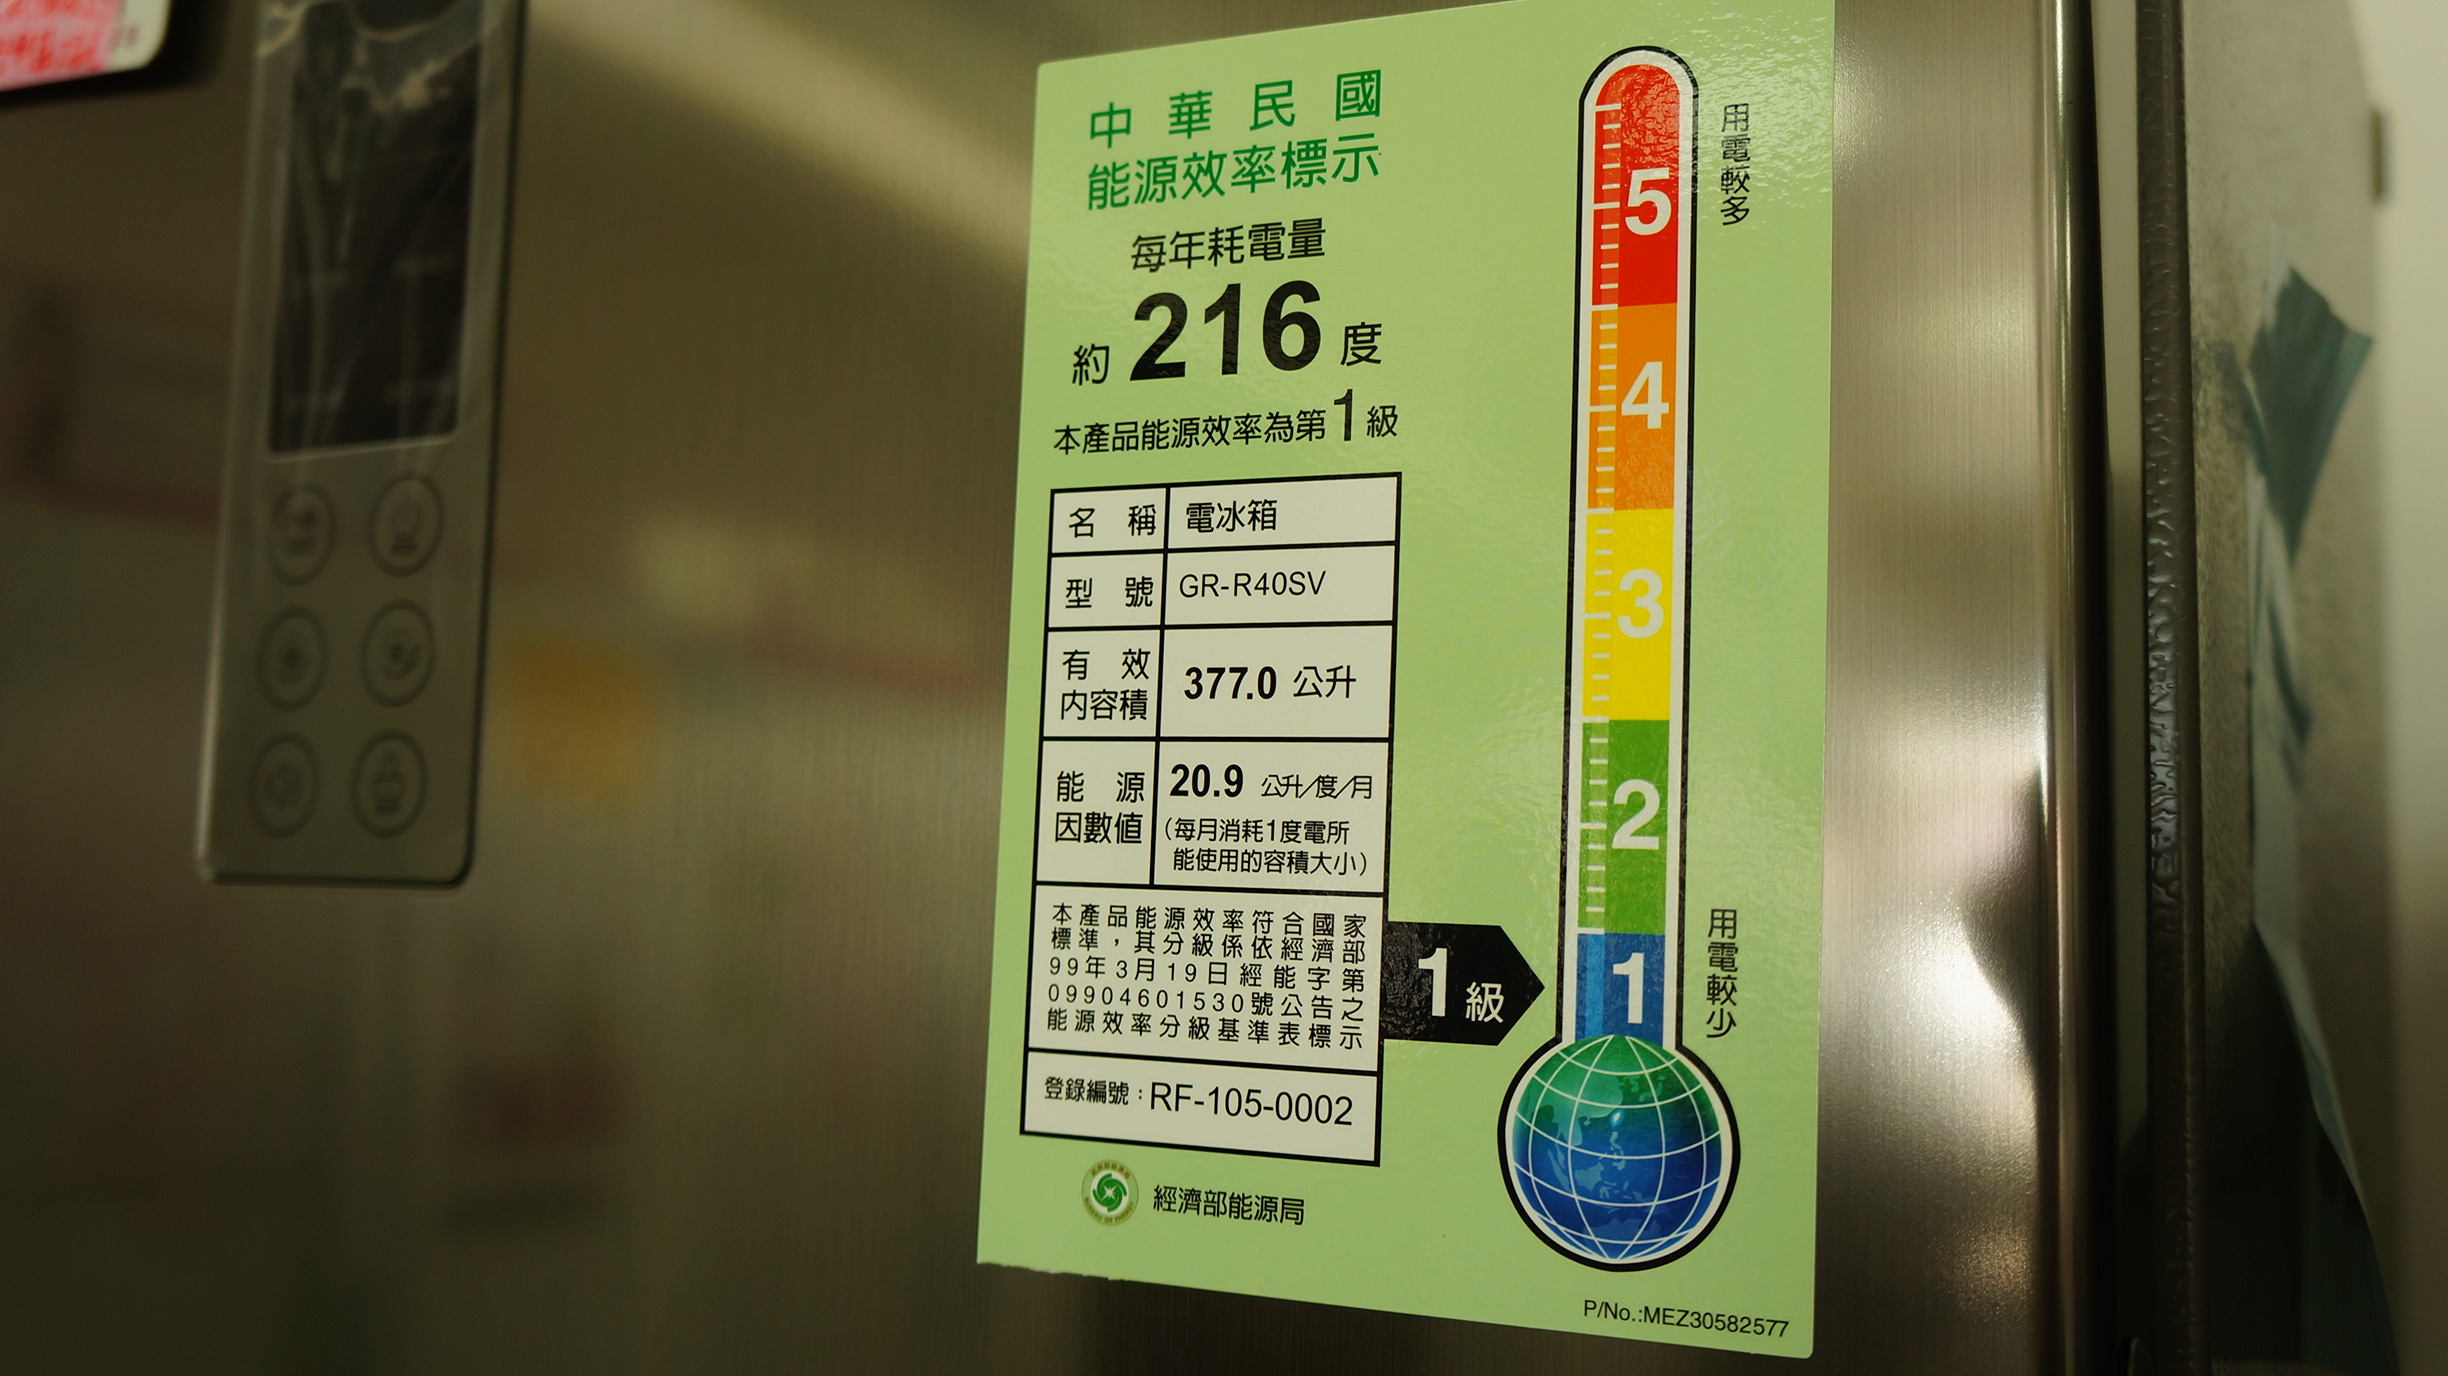 中華民國
能源效率標示
每年耗電量
約 216 度
本產品能源效率為第1級
名稱 電冰箱
型號 GR-R40SV
有效
內容積
377.0 公升
能源
因數值
20.9 公升/度/月
(每月消耗1度電所
能使用的容積大小)
本產品能源效率符合國家
標準，其分級係依經濟部
99年3月19日經能字第
09904601530號公告之
能源效率分級基準表標示
登錄編號：RF-105-0002
經濟部能源局
用電較多
5
4
3
2
1
1級
用電較少
P/No.:MEZ30582577